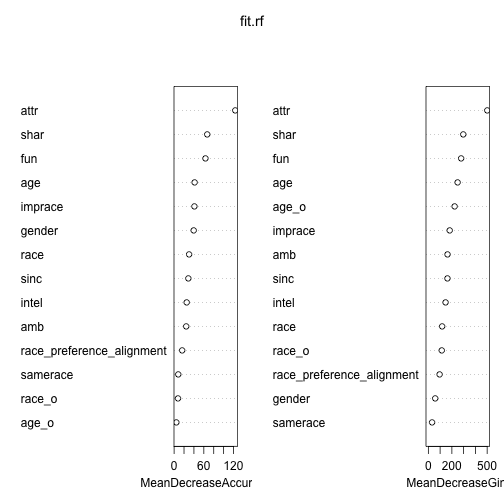 fit.rf
attr
shar
fun
age
imprace
gender
race
sinc
intel
amb
race_preference_alignment
samerace
race_o
age_o
0 60 120
MeanDecreaseAccur
attr
shar
fun
age
age_o
imprace
amb
sinc
intel
race
race_o
race_preference_alignment
gender
samerace
0 200 500
MeanDecreaseGin